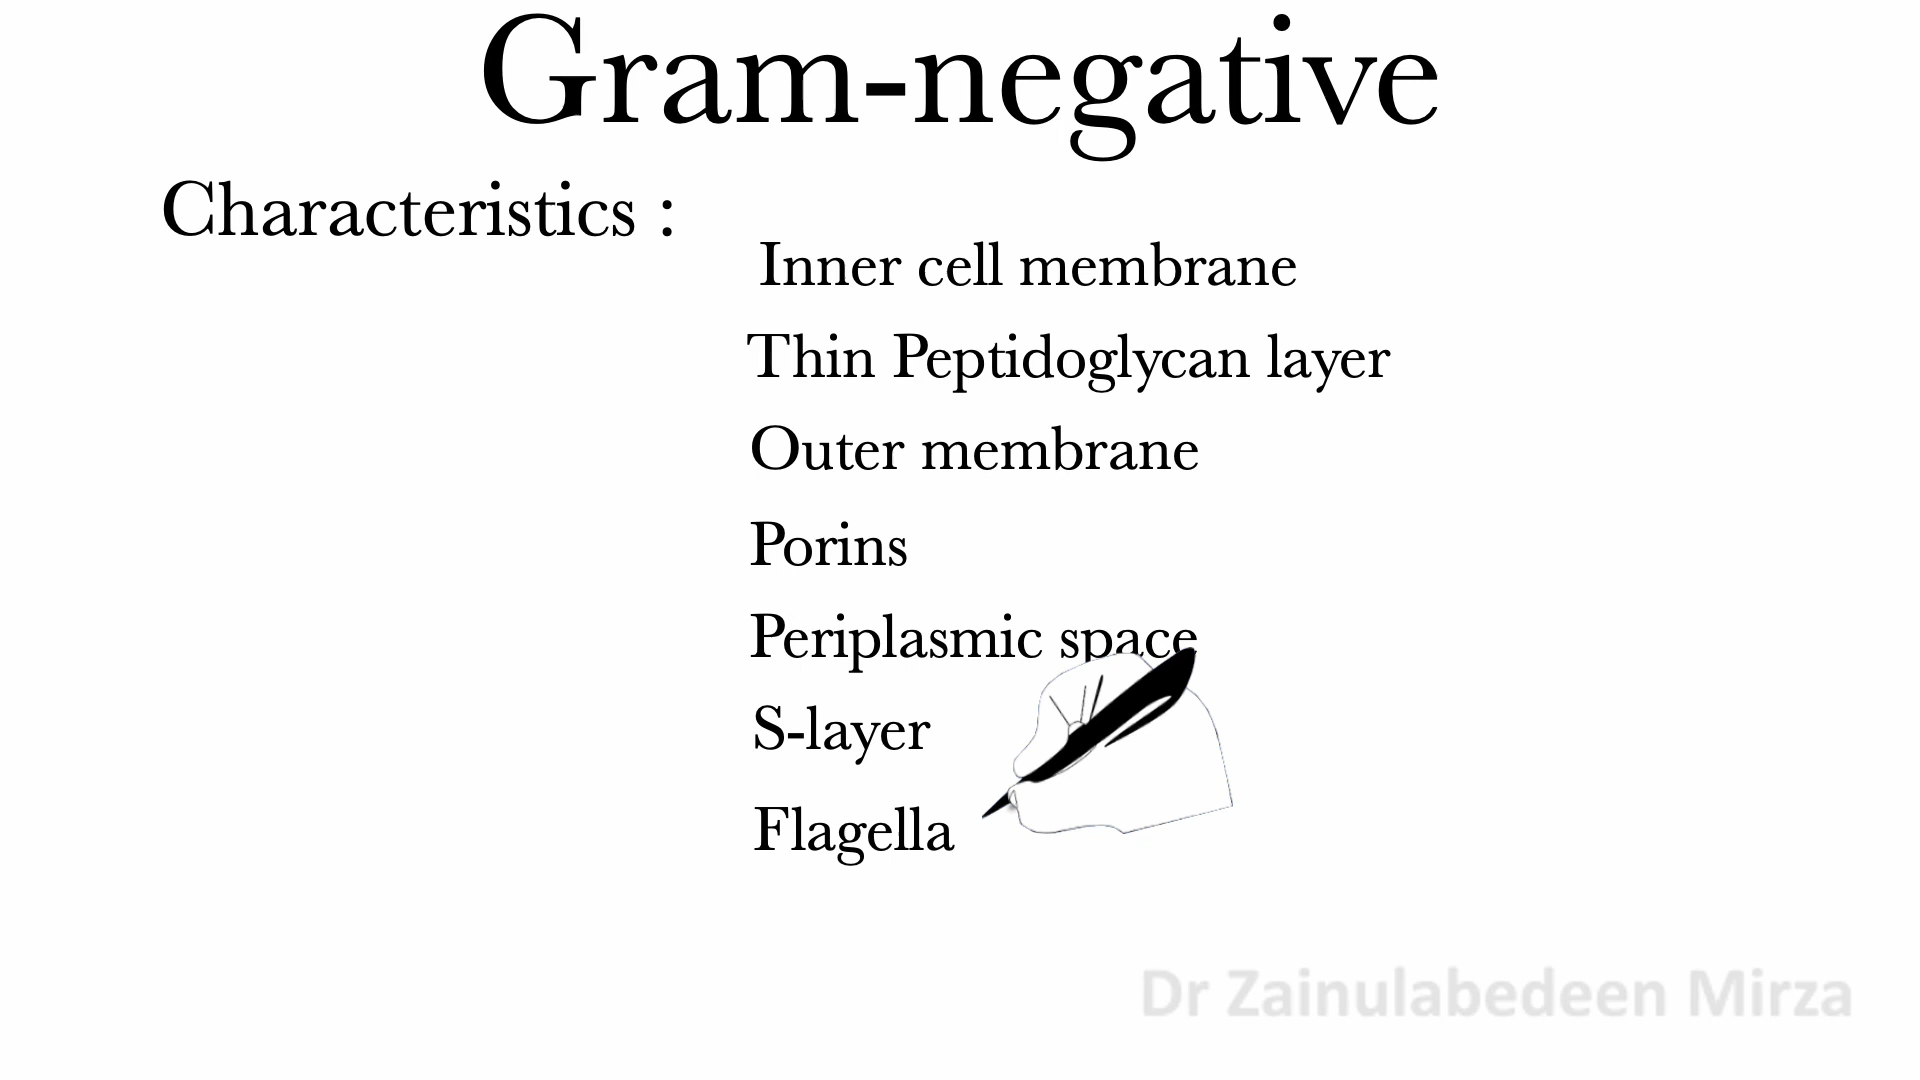 Gram-negative
Characteristics :
Inner cell membrane
Thin Peptidoglycan layer
Outer membrane
Porins
Periplasmic space
S-layer
Flagella
Dr Zainulabedeen Mirza